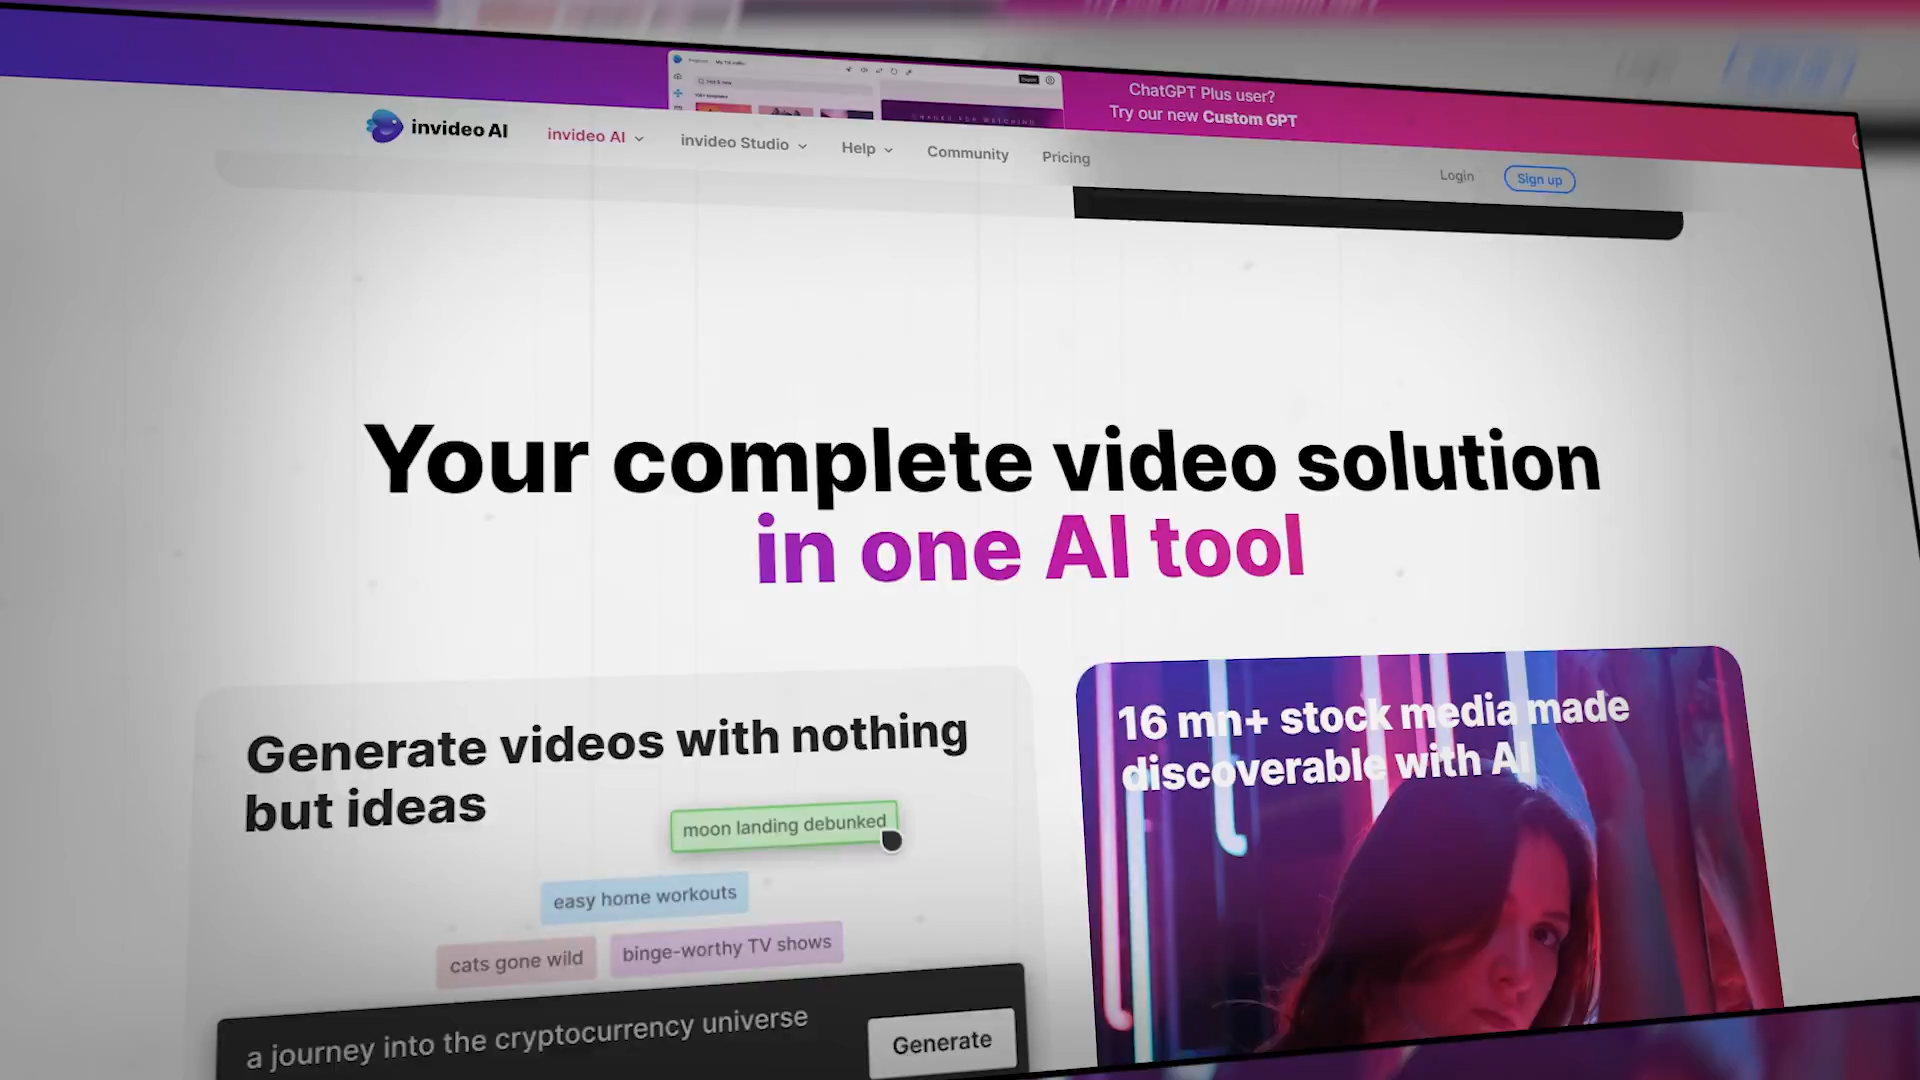 ChatGPT Plus user?
Try our new Custom GPT
invideo AI
invideo AI
invideo Studio
Help
Community
Pricing
Login
Sign up
Your complete video solution
in one AI tool
Generate videos with nothing
but ideas
moon landing debunked
easy home workouts
cats gone wild
binge-worthy TV shows
a journey into the cryptocurrency universe
Generate
16 mn+ stock media made
discoverable with AI